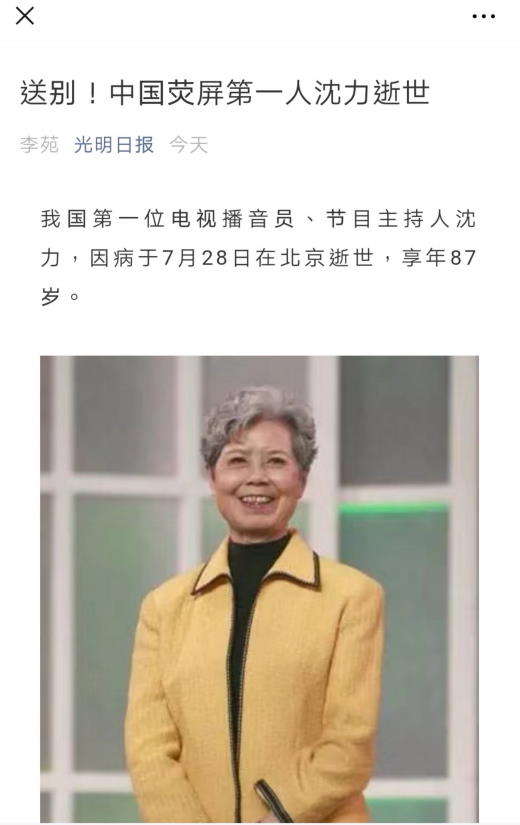 送别！中国荧屏第一人沈力逝世
李苑 光明日报 今天
我国第一位电视播音员、节目主持人沈
力，因病于7月28日在北京逝世，享年87
岁。